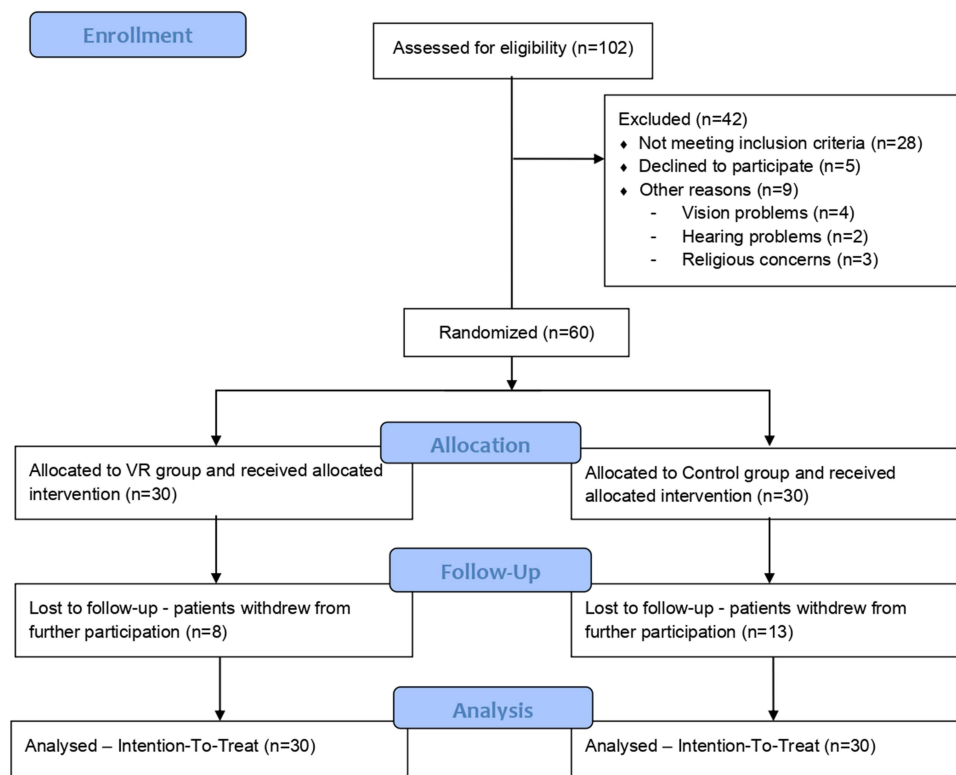 Enrollment
Assessed for eligibility (n=102)
Excluded (n=42)
♦ Not meeting inclusion criteria (n=28)
♦ Declined to participate (n=5)
♦ Other reasons (n=9)
- Vision problems (n=4)
- Hearing problems (n=2)
- Religious concerns (n=3)
Randomized (n=60)
Allocation
Allocated to VR group and received allocated
intervention (n=30)
Allocated to Control group and received
allocated intervention (n=30)
Follow-Up
Lost to follow-up - patients withdrew from
further participation (n=8)
Lost to follow-up - patients withdrew from
further participation (n=13)
Analysis
Analysed – Intention-To-Treat (n=30)
Analysed – Intention-To-Treat (n=30)